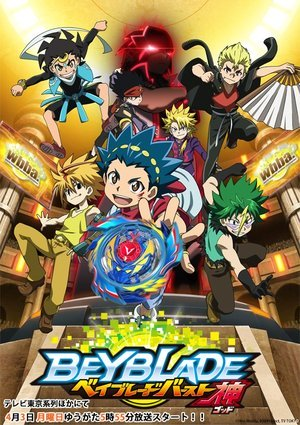 whba
whba
BEYBLADE
ベイブレードバースト神
ゴッド
テレビ東京系列ほかにて
4月3日月曜日ゆうがた5時55分放送スタート!!